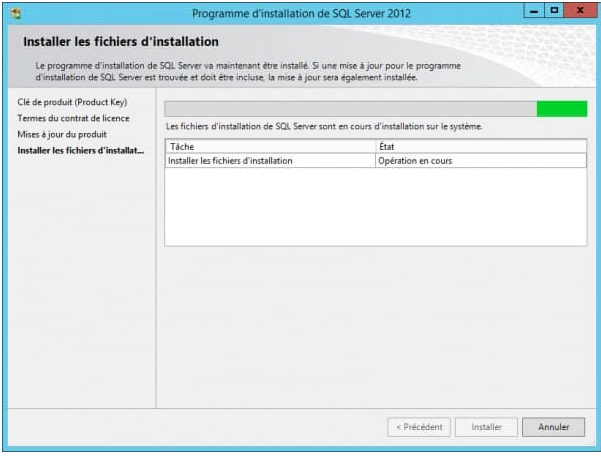 Programme d'installation de SQL Server 2012
Installer les fichiers d'installation
Le programme d'installation de SQL Server va maintenant être installé. Si une mise à jour pour le programme
d'installation de SQL Server est trouvée et doit être incluse, la mise à jour sera également installée.
Clé de produit (Product Key)
Termes du contrat de licence
Mises à jour du produit
Installer les fichiers d'installat...
Les fichiers d'installation de SQL Server sont en cours d'installation sur le système.
Tâche État
Installer les fichiers d'installation Opération en cours
< Précédent Installer Annuler